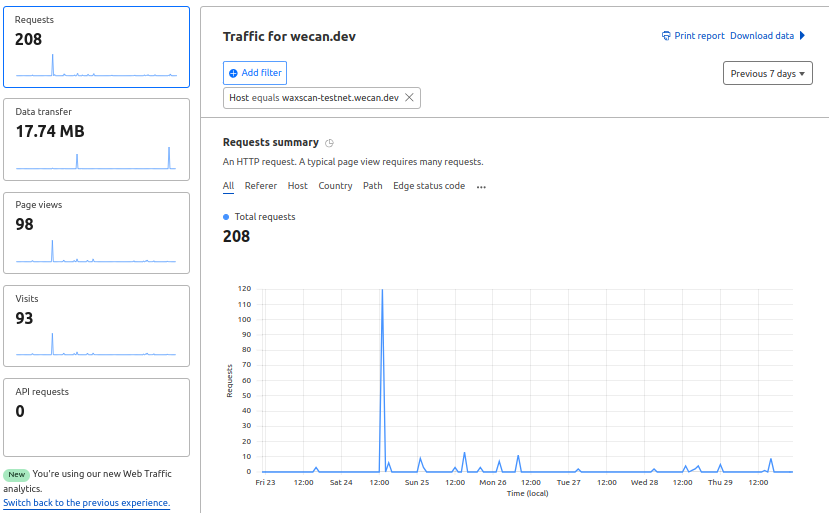 Requests
208
Data transfer
17.74 MB
Page views
98
Visits
93
API requests
0
New You're using our new Web Traffic
analytics.
Switch back to the previous experience.
Traffic for wecan.dev
Print report Download data
Add filter
Previous 7 days
Host equals waxscan-testnet.wecan.dev
Requests summary
An HTTP request. A typical page view requires many requests.
All Referer Host Country Path Edge status code ...
Total requests
208
120
110
100
90
80
70
60
50
40
30
20
10
0
Requests
Fri 23 12:00 Sat 24 12:00 Sun 25 12:00 Mon 26 12:00 Tue 27 12:00 Wed 28 12:00 Thu 29 12:00
Time (local)